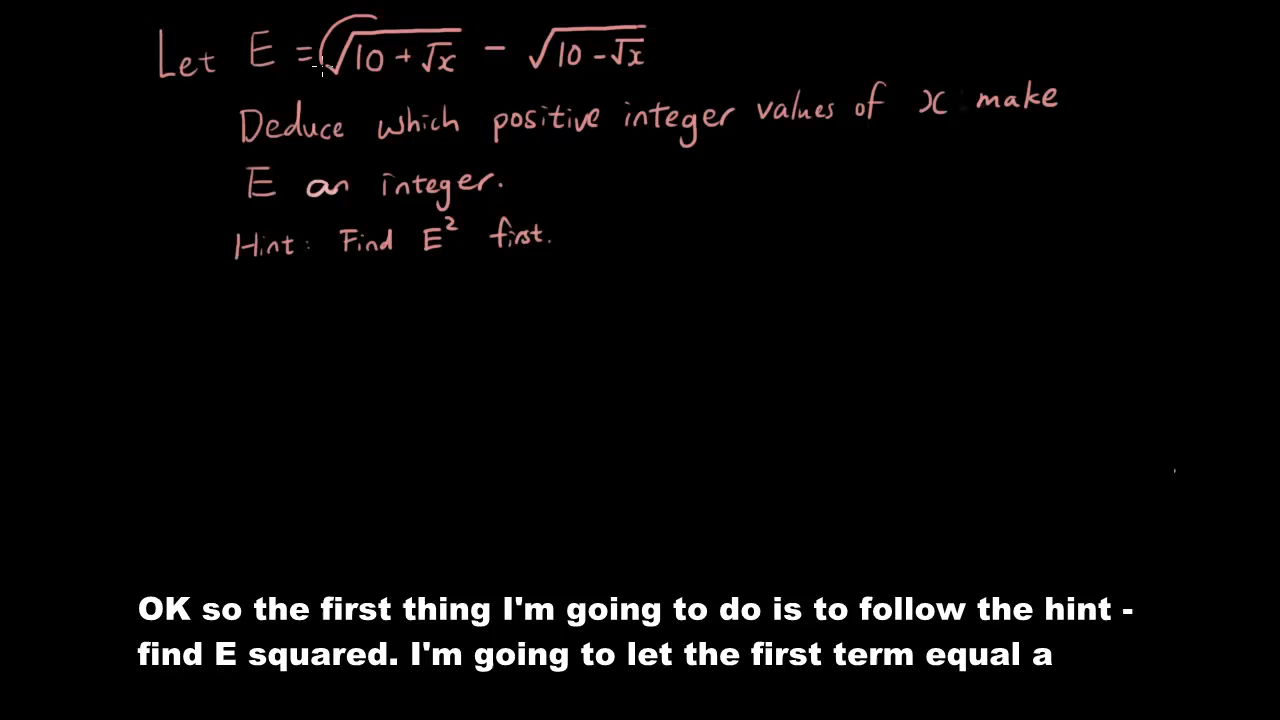 Let E = √(10 + √x) - √(10 - √x)
Deduce which positive integer values of x make
E an integer.
Hint: Find E² first.
OK so the first thing I'm going to do is to follow the hint -
find E squared. I'm going to let the first term equal a